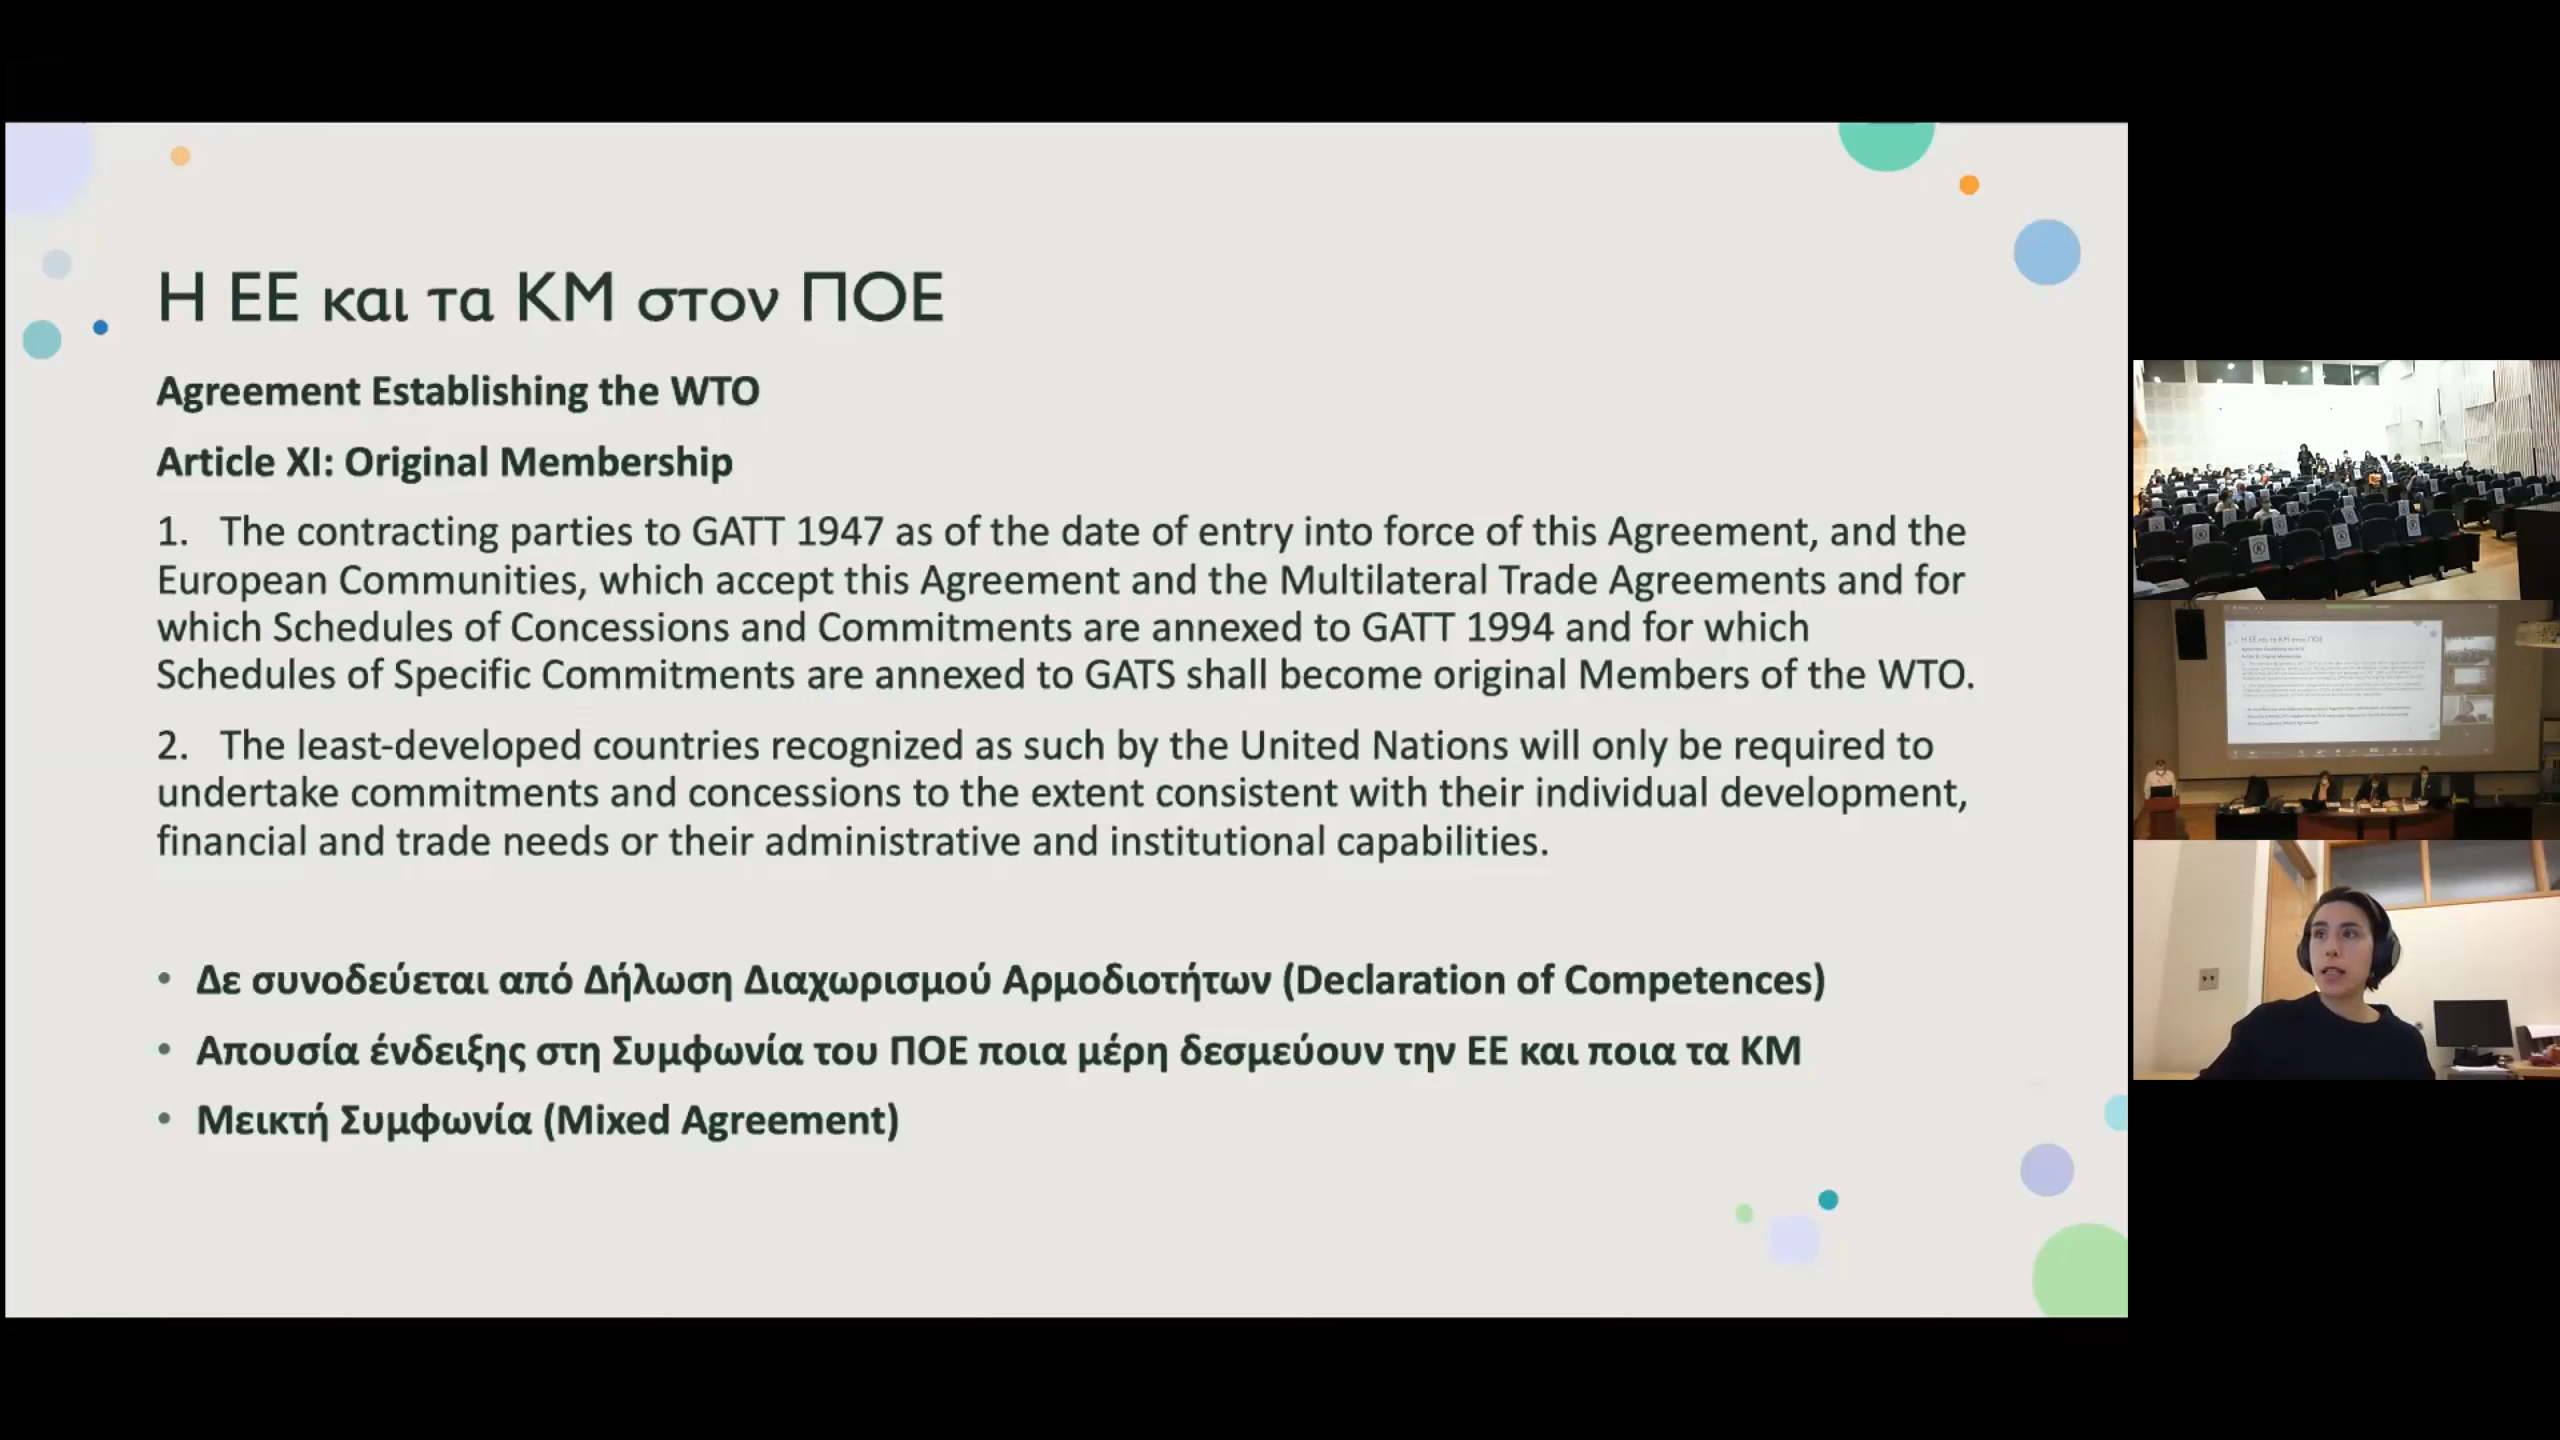 Η ΕΕ και τα ΚΜ στον ΠΟΕ
Agreement Establishing the WTO
Article XI: Original Membership
1. The contracting parties to GATT 1947 as of the date of entry into force of this Agreement, and the
European Communities, which accept this Agreement and the Multilateral Trade Agreements and for
which Schedules of Concessions and Commitments are annexed to GATT 1994 and for which
Schedules of Specific Commitments are annexed to GATS shall become original Members of the WTO.
2. The least-developed countries recognized as such by the United Nations will only be required to
undertake commitments and concessions to the extent consistent with their individual development,
financial and trade needs or their administrative and institutional capabilities.
• Δε συνοδεύεται από Δήλωση Διαχωρισμού Αρμοδιοτήτων (Declaration of Competences)
• Απουσία ένδειξης στη Συμφωνία του ΠΟΕ ποια μέρη δεσμεύουν την ΕΕ και ποια τα ΚΜ
• Μεικτή Συμφωνία (Mixed Agreement)
Η ΕΕ και τα ΚΜ στον ΠΟΕ